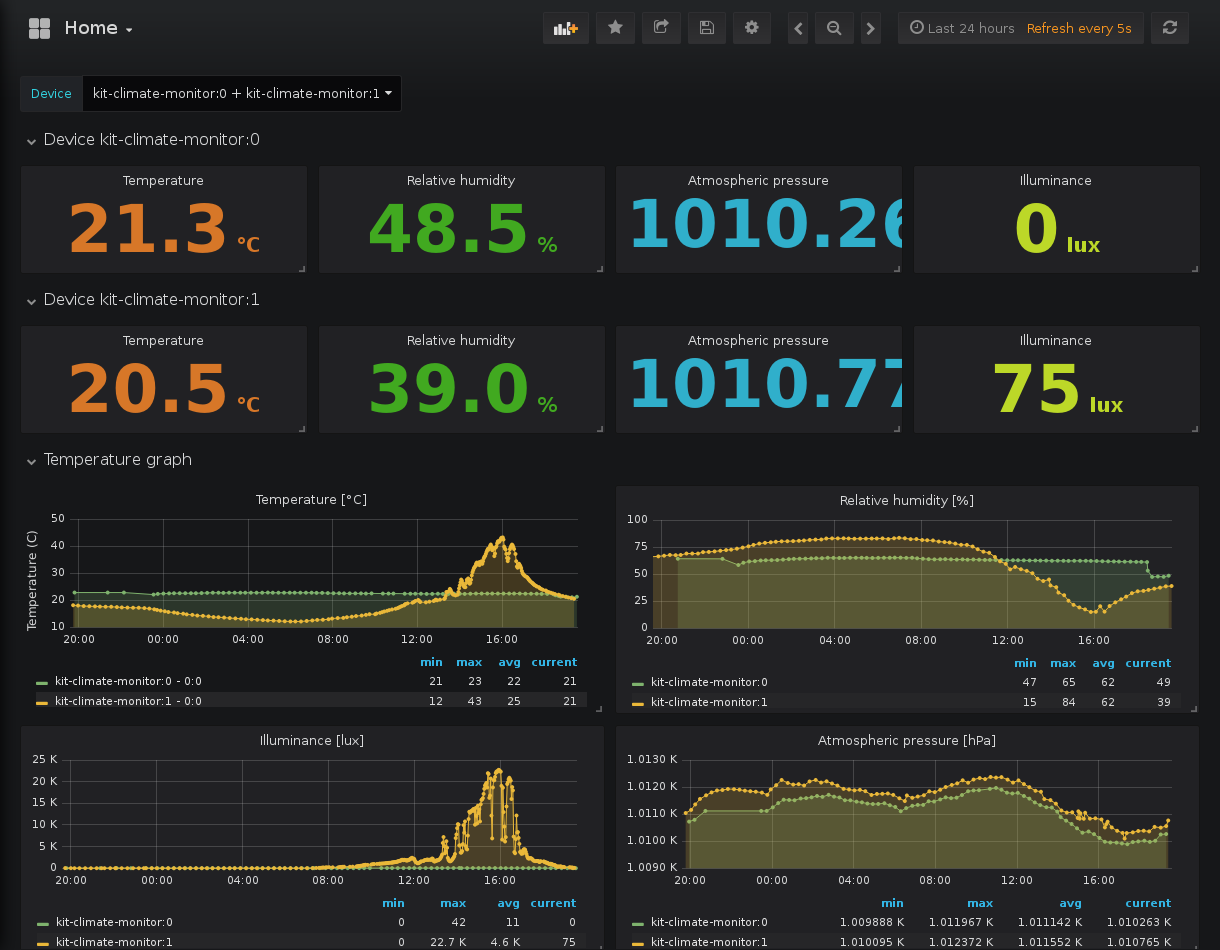 Home
Last 24 hours Refresh every 5s
Device kit-climate-monitor:0 + kit-climate-monitor:1
Device kit-climate-monitor:0
Temperature Relative humidity Atmospheric pressure Illuminance
21.3 °C 48.5 % 1010.26 0 lux
Device kit-climate-monitor:1
Temperature Relative humidity Atmospheric pressure Illuminance
20.5 °C 39.0 % 1010.77 75 lux
Temperature graph
Temperature [°C]
Temperature (C)
50
40
30
20
10
20:00 00:00 04:00 08:00 12:00 16:00
min max avg current
kit-climate-monitor:0 - 0:0 21 23 22 21
kit-climate-monitor:1 - 0:0 12 43 25 21
Relative humidity [%]
100
75
50
25
0
20:00 00:00 04:00 08:00 12:00 16:00
min max avg current
kit-climate-monitor:0 47 65 62 49
kit-climate-monitor:1 15 84 62 39
Illuminance [lux]
25 K
20 K
15 K
10 K
5 K
0
20:00 00:00 04:00 08:00 12:00 16:00
min max avg current
kit-climate-monitor:0 0 42 11 0
kit-climate-monitor:1 0 22.7 K 4.6 K 75
Atmospheric pressure [hPa]
1.0130 K
1.0120 K
1.0110 K
1.0100 K
1.0090 K
20:00 00:00 04:00 08:00 12:00 16:00
min max avg current
kit-climate-monitor:0 1.009888 K 1.011967 K 1.011142 K 1.010263 K
kit-climate-monitor:1 1.010095 K 1.012372 K 1.011552 K 1.010765 K